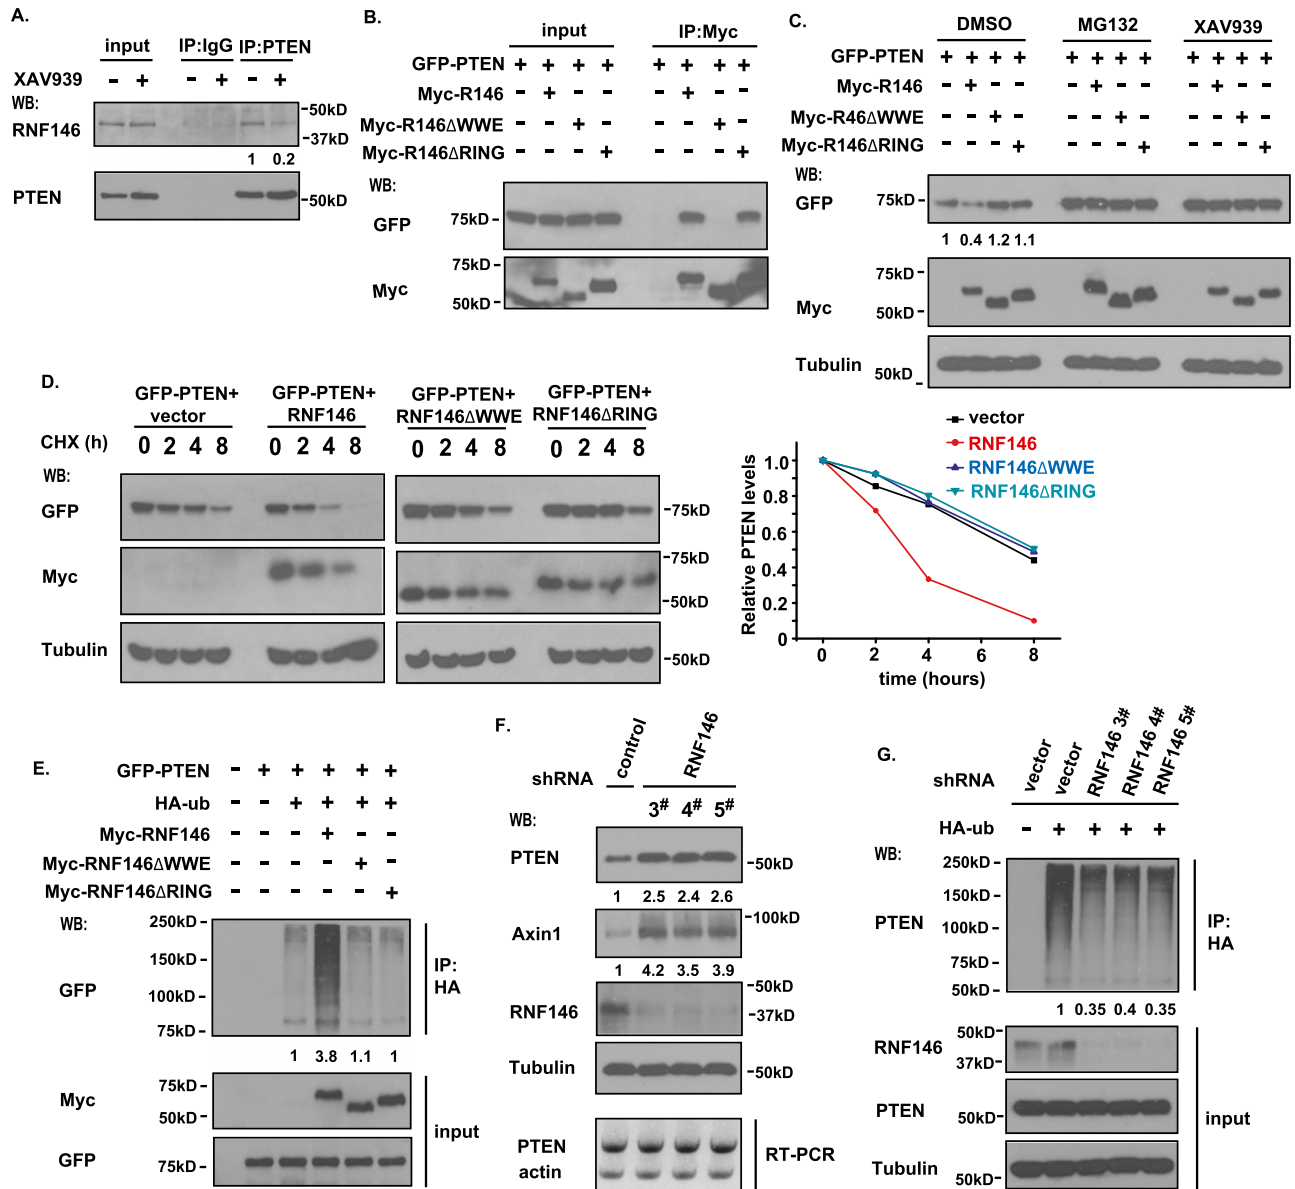 A.
input IP:IgG IP:PTEN
XAV939 - + - + - +
WB:
RNF146
-50kD
-37kD
1 0.2
PTEN
-50kD
B.
input IP:Myc
GFP-PTEN + + + + + + + +
Myc-R146 - + - - - + - -
Myc-R146ΔWWE - - + - - - + -
Myc-R146ΔRING - - - + - - - +
WB:
GFP
75kD-
Myc
75kD-
50kD-
C.
DMSO MG132 XAV939
GFP-PTEN + + + + + + + + + + + +
Myc-R146 - + - - - + - - - + - -
Myc-R46ΔWWE - - + - - - + - - - + -
Myc-R146ΔRING - - - + - - - + - - - +
WB:
GFP
75kD-
1 0.4 1.2 1.1
Myc
75kD-
50kD-
Tubulin
50kD-
D.
GFP-PTEN+ GFP-PTEN+ GFP-PTEN+ GFP-PTEN+
vector RNF146 RNF146ΔWWE RNF146ΔRING
CHX (h) 0 2 4 8 0 2 4 8 0 2 4 8 0 2 4 8
WB:
GFP
-75kD
Myc
-75kD
-50kD
Tubulin
-50kD
vector
RNF146
RNF146ΔWWE
RNF146ΔRING
Relative PTEN levels
1.0
0.8
0.6
0.4
0.2
0
0 2 4 6 8
time (hours)
E.
GFP-PTEN - + + + + +
HA-ub - - + + + +
Myc-RNF146 - - - + - -
Myc-RNF146ΔWWE - - - - + -
Myc-RNF146ΔRING - - - - - +
WB:
GFP
250kD-
150kD-
100kD-
75kD-
IP:
HA
1 3.8 1.1 1
Myc
75kD-
50kD-
GFP
75kD-
input
F.
shRNA
control
RNF146
3# 4# 5#
WB:
PTEN
-50kD
1 2.5 2.4 2.6
Axin1
-100kD
1 4.2 3.5 3.9
RNF146
-50kD
-37kD
Tubulin
-50kD
PTEN
actin
RT-PCR
G.
shRNA
vector
vector
RNF146 3#
RNF146 4#
RNF146 5#
HA-ub - + + + +
WB:
PTEN
250kD-
150kD-
100kD-
75kD-
50kD-
IP:
HA
1 0.35 0.4 0.35
RNF146
50kD-
37kD-
PTEN
50kD-
Tubulin
50kD-
input